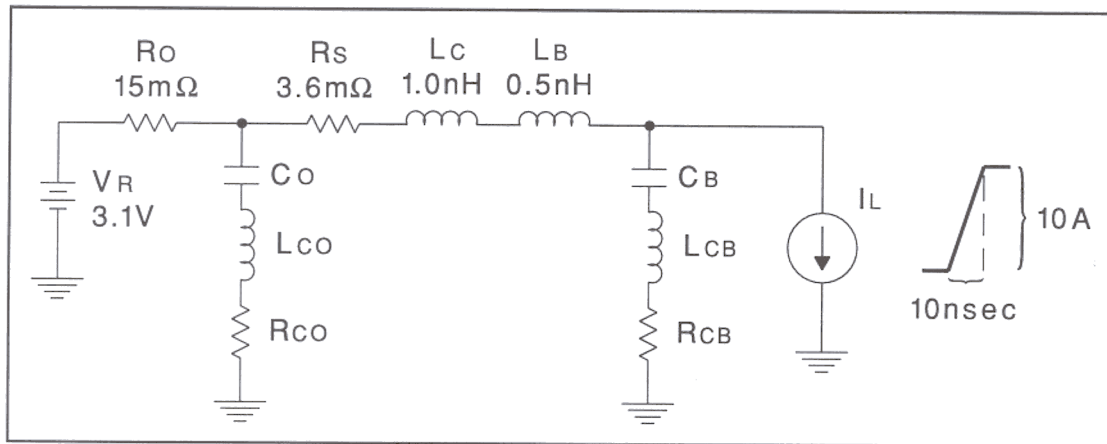 RO
15mΩ
RS
3.6mΩ
LC
1.0nH
LB
0.5nH
VR
3.1V
CO
LCO
RCO
CB
LCB
RCB
IL
10A
10nsec